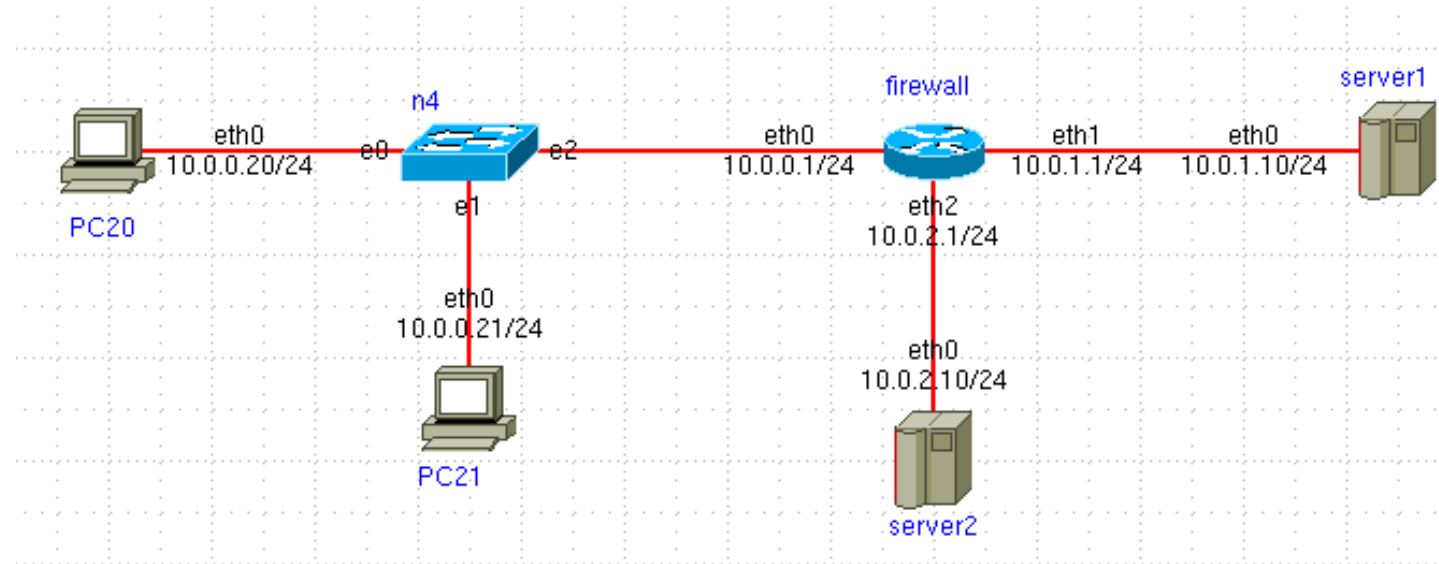 server1
firewall
n4
eth0
10.0.0.20/24
e0
e2
eth0
10.0.0.1/24
eth1
10.0.1.1/24
eth0
10.0.1.10/24
PC20
e1
eth2
10.0.2.1/24
eth0
10.0.0.21/24
eth0
10.0.2.10/24
PC21
server2